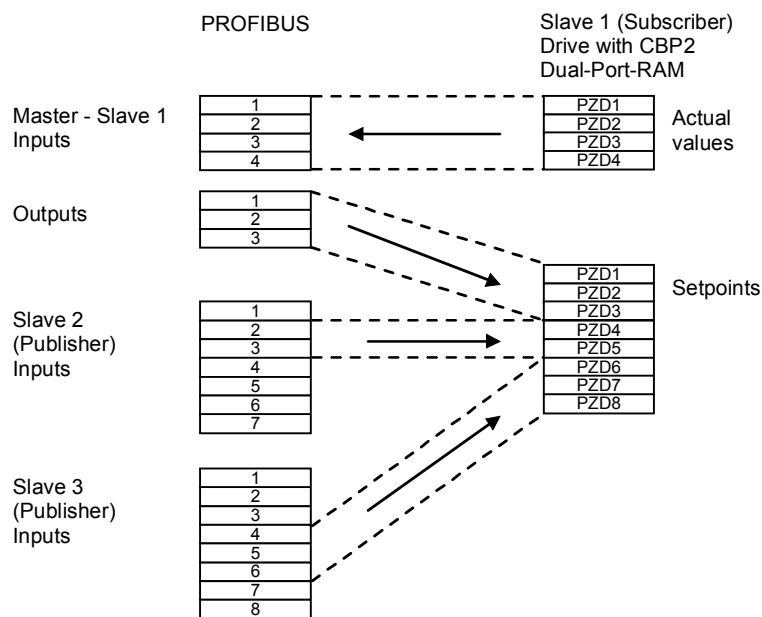 PROFIBUS
Slave 1 (Subscriber)
Drive with CBP2
Dual-Port-RAM
Master - Slave 1
Inputs
1
2
3
4
PZD1
PZD2
PZD3
PZD4
Actual
values
Outputs
1
2
3
PZD1
PZD2
PZD3
PZD4
PZD5
PZD6
PZD7
PZD8
Setpoints
Slave 2
(Publisher)
Inputs
1
2
3
4
5
6
7
Slave 3
(Publisher)
Inputs
1
2
3
4
5
6
7
8